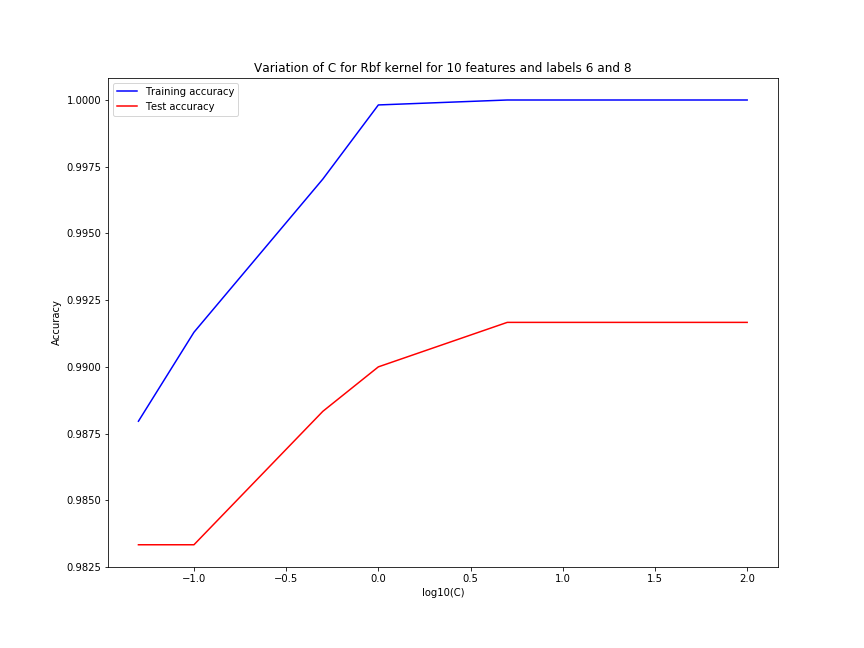 Variation of C for Rbf kernel for 10 features and labels 6 and 8
Training accuracy
Test accuracy
1.0000
0.9975
0.9950
0.9925
0.9900
0.9875
0.9850
0.9825
Accuracy
−1.0 −0.5 0.0 0.5 1.0 1.5 2.0
log10(C)